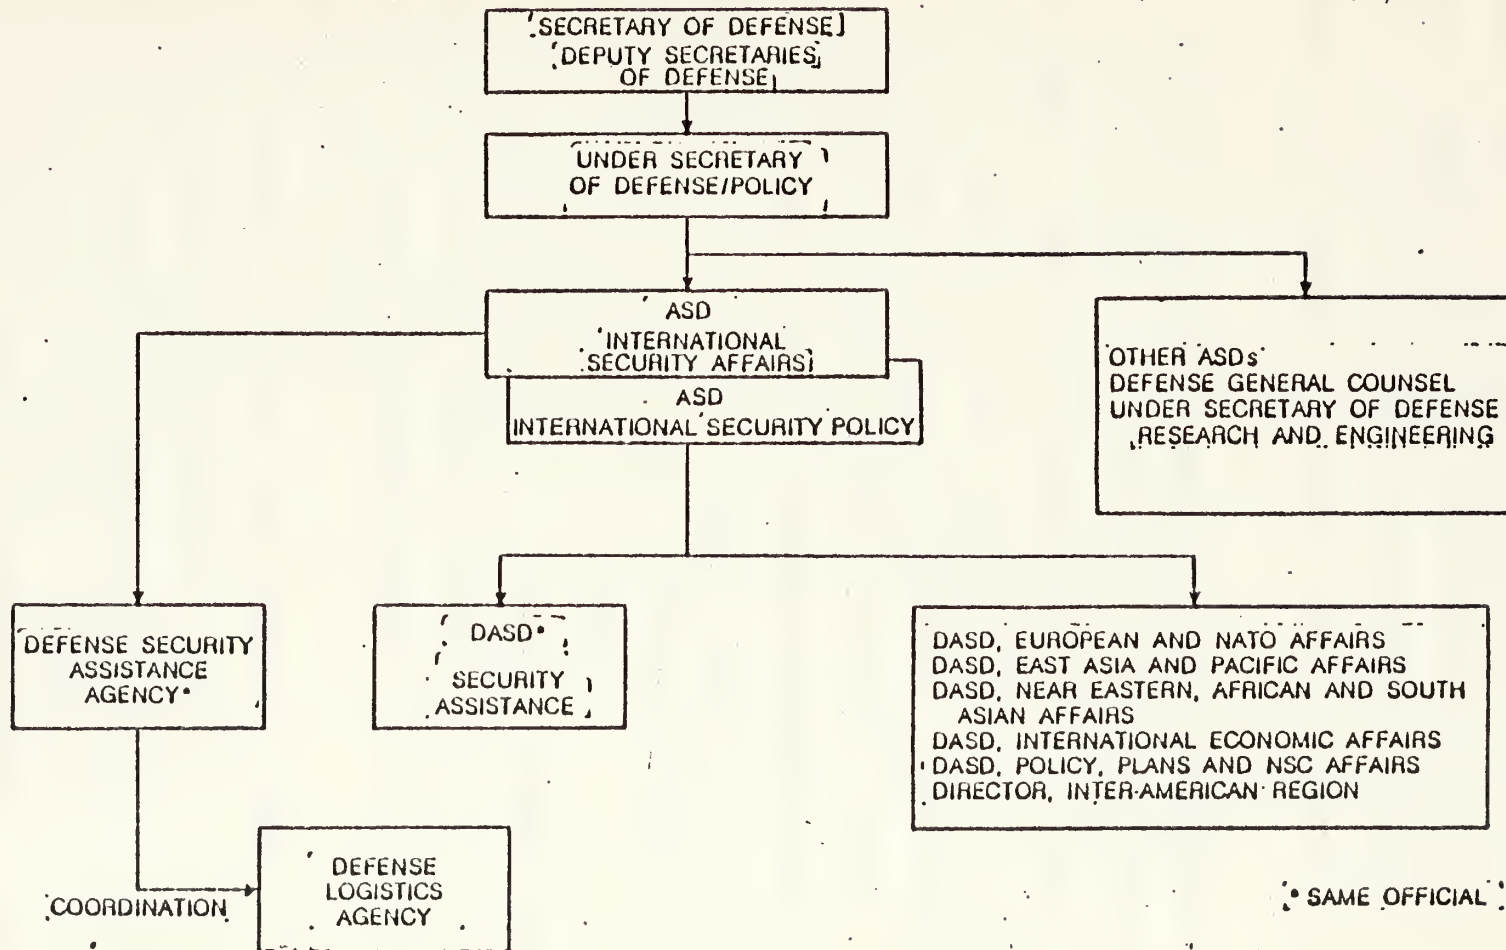 SECRETARY OF DEFENSE
DEPUTY SECRETARIES
OF DEFENSE
UNDER SECRETARY
OF DEFENSE/POLICY
ASD
INTERNATIONAL
SECURITY AFFAIRS
ASD
INTERNATIONAL SECURITY POLICY
OTHER ASDs
DEFENSE GENERAL COUNSEL
UNDER SECRETARY OF DEFENSE
RESEARCH AND ENGINEERING
DEFENSE SECURITY
ASSISTANCE
AGENCY*
DASD*
SECURITY
ASSISTANCE
DASD, EUROPEAN AND NATO AFFAIRS
DASD, EAST ASIA AND PACIFIC AFFAIRS
DASD, NEAR EASTERN, AFRICAN AND SOUTH
ASIAN AFFAIRS
DASD, INTERNATIONAL ECONOMIC AFFAIRS
DASD, POLICY, PLANS AND NSC AFFAIRS
DIRECTOR, INTER-AMERICAN REGION
COORDINATION
DEFENSE
LOGISTICS
AGENCY
* SAME OFFICIAL